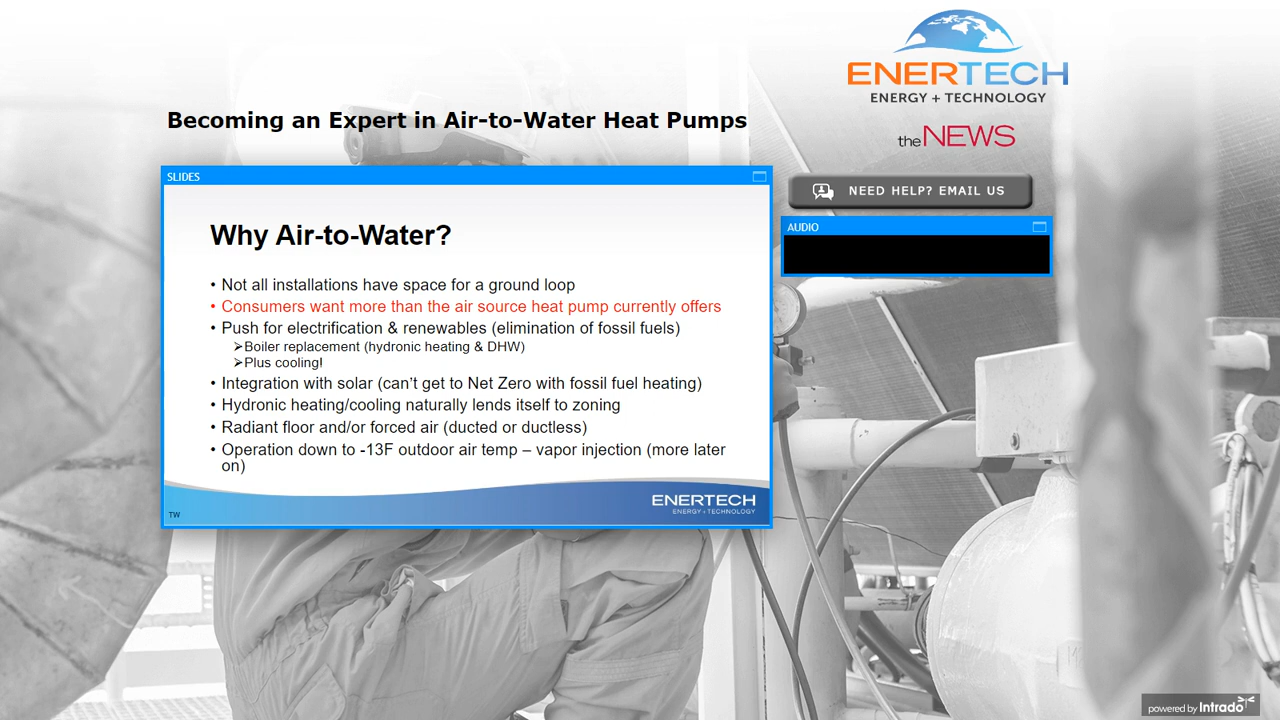 ENERTECH
ENERGY + TECHNOLOGY
Becoming an Expert in Air-to-Water Heat Pumps
theNEWS
SLIDES
NEED HELP? EMAIL US
AUDIO
Why Air-to-Water?
• Not all installations have space for a ground loop
• Consumers want more than the air source heat pump currently offers
• Push for electrification & renewables (elimination of fossil fuels)
➢Boiler replacement (hydronic heating & DHW)
➢Plus cooling!
• Integration with solar (can’t get to Net Zero with fossil fuel heating)
• Hydronic heating/cooling naturally lends itself to zoning
• Radiant floor and/or forced air (ducted or ductless)
• Operation down to -13F outdoor air temp – vapor injection (more later
on)
TW
ENERTECH
ENERGY + TECHNOLOGY
powered by Intrado